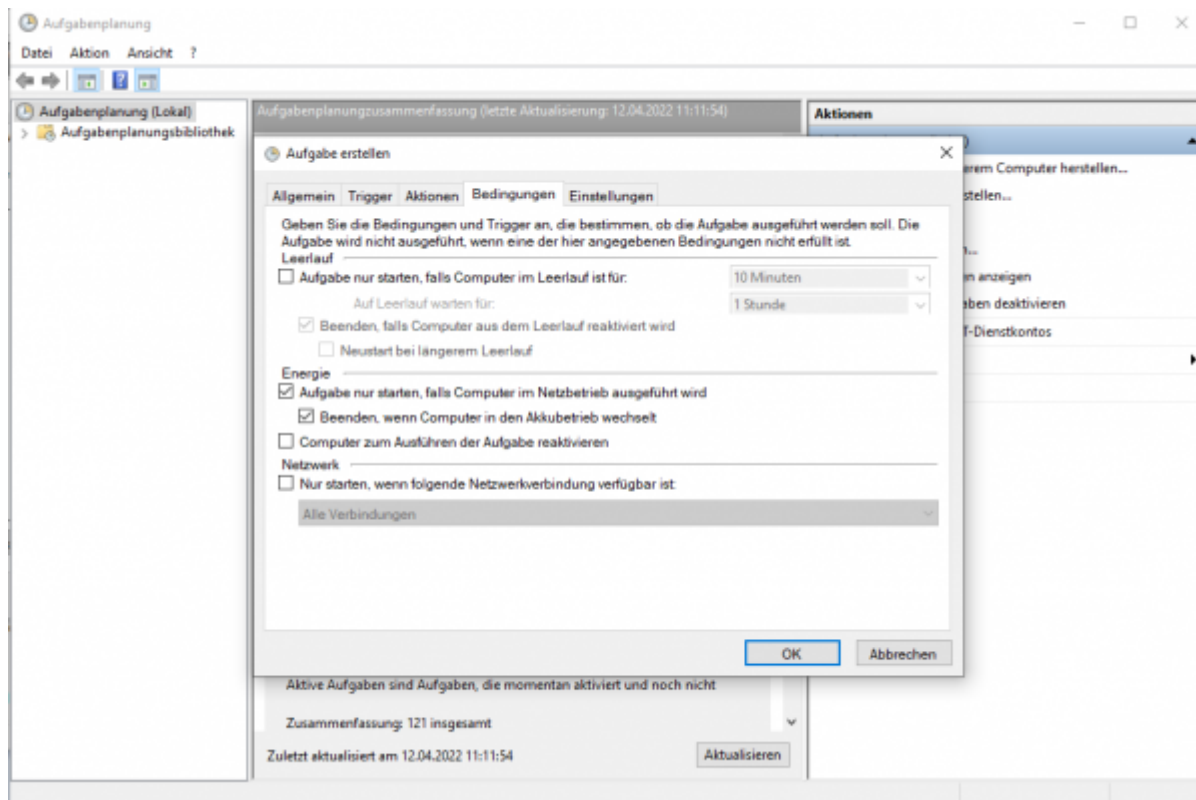 Aufgabenplanung
Datei Aktion Ansicht ?
Aufgabenplanung (Lokal)
Aufgabenplanungsbibliothek
Aufgabenplanungzusammenfassung (letzte Aktualisierung: 12.04.2022 11:11:54)
Aktionen
)
erem Computer herstellen...
stellen...
n...
en anzeigen
aben deaktivieren
T-Dienstkontos
Aufgabe erstellen
Allgemein Trigger Aktionen Bedingungen Einstellungen
Geben Sie die Bedingungen und Trigger an, die bestimmen, ob die Aufgabe ausgeführt werden soll. Die
Aufgabe wird nicht ausgeführt, wenn eine der hier angegebenen Bedingungen nicht erfüllt ist.
Leerlauf
Aufgabe nur starten, falls Computer im Leerlauf ist für: 10 Minuten
Auf Leerlauf warten für: 1 Stunde
Beenden, falls Computer aus dem Leerlauf reaktiviert wird
Neustart bei längerem Leerlauf
Energie
Aufgabe nur starten, falls Computer im Netzbetrieb ausgeführt wird
Beenden, wenn Computer in den Akkubetrieb wechselt
Computer zum Ausführen der Aufgabe reaktivieren
Netzwerk
Nur starten, wenn folgende Netzwerkverbindung verfügbar ist:
Alle Verbindungen
OK Abbrechen
Aktive Aufgaben sind Aufgaben, die momentan aktiviert und noch nicht
Zusammenfassung: 121 insgesamt
Zuletzt aktualisiert am 12.04.2022 11:11:54 Aktualisieren